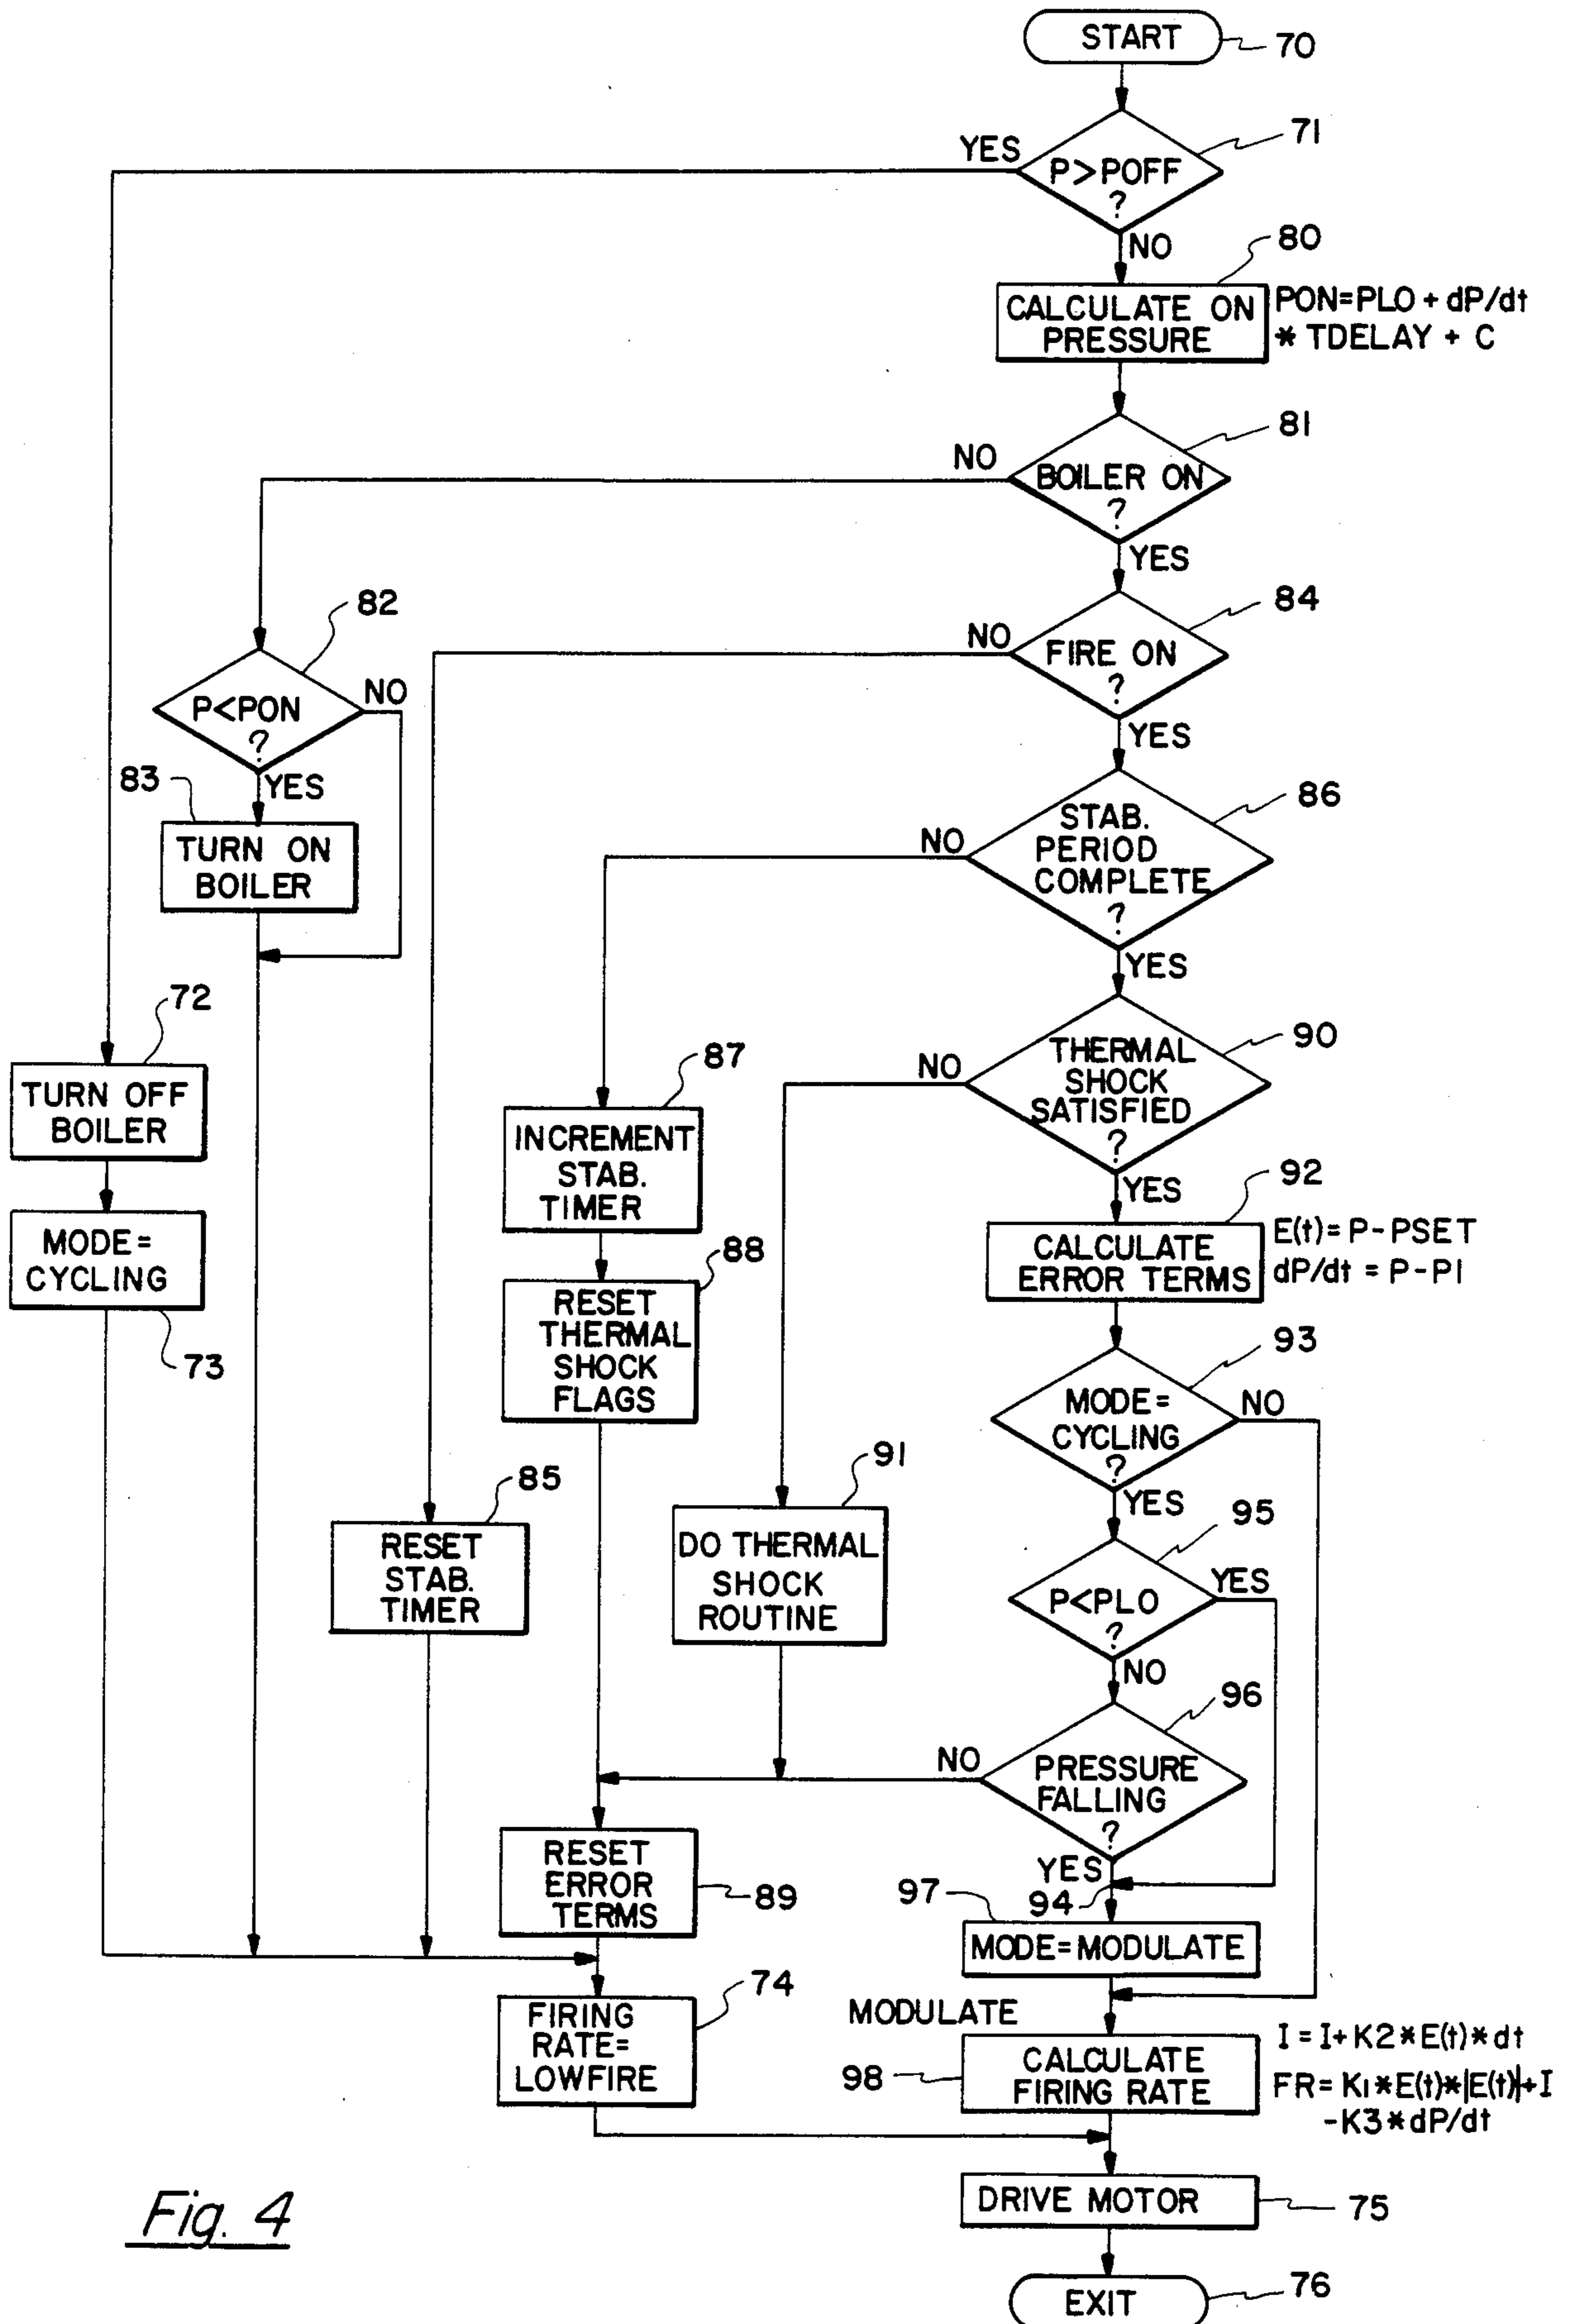 START
70
YES
P>POFF
?
71
NO
80
CALCULATE ON
PRESSURE
PON=PLO + dP/dt
* TDELAY + C
81
NO
BOILER ON
?
YES
82
84
NO
FIRE ON
?
P<PON
?
NO
YES
83
YES
TURN ON
BOILER
86
NO
STAB.
PERIOD
COMPLETE
?
YES
72
TURN OFF
BOILER
87
INCREMENT
STAB.
TIMER
90
NO
THERMAL
SHOCK
SATISFIED
?
YES
92
MODE=
CYCLING
73
88
RESET
THERMAL
SHOCK
FLAGS
CALCULATE
ERROR TERMS
E(t)= P-PSET
dP/dt = P-P1
93
MODE=
CYCLING
?
NO
YES
85
RESET
STAB.
TIMER
91
DO THERMAL
SHOCK
ROUTINE
95
P<PLO
?
YES
NO
96
NO
PRESSURE
FALLING
?
YES
94
RESET
ERROR
TERMS
89
97
MODE=MODULATE
74
FIRING
RATE=
LOWFIRE
MODULATE
98
CALCULATE
FIRING RATE
I = I+K2*E(t)*dt
FR= K1*E(t)*|E(t)|+I
-K3*dP/dt
DRIVE MOTOR
75
Fig. 4
EXIT
76